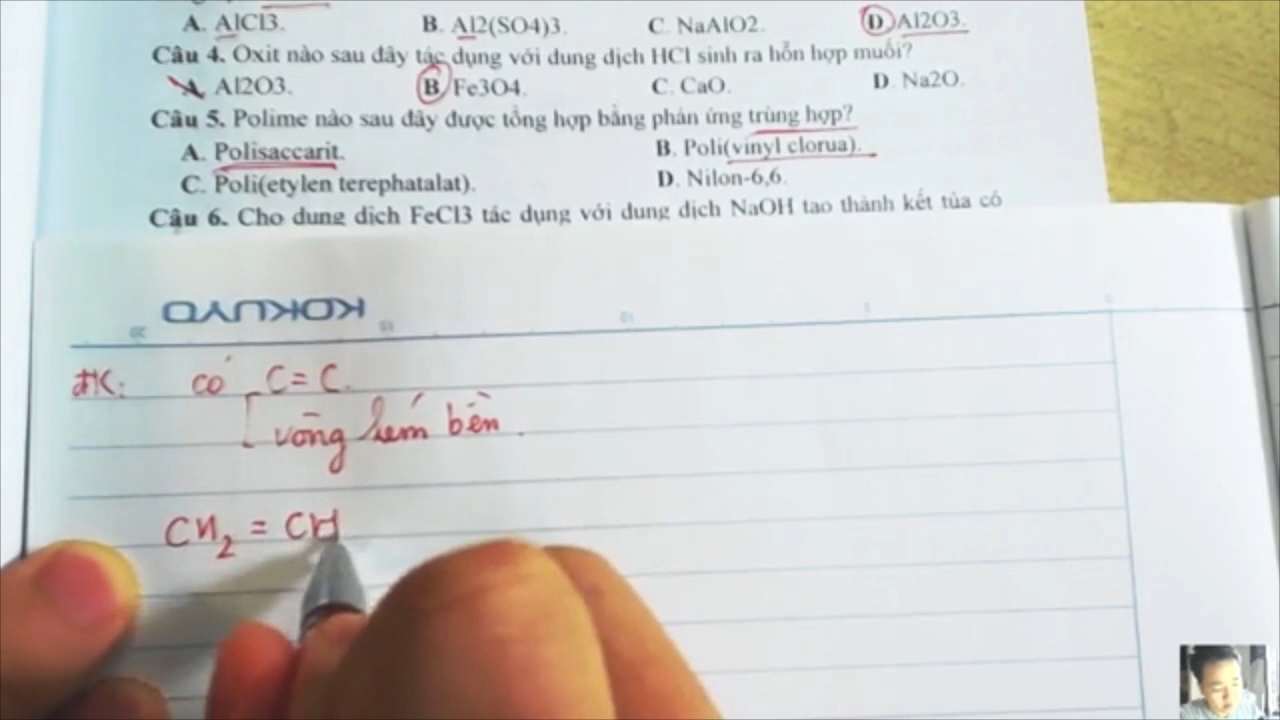 A. AlCl3. B. Al2(SO4)3. C. NaAlO2. D Al2O3.
Câu 4. Oxit nào sau đây tác dụng với dung dịch HCl sinh ra hỗn hợp muối?
A. Al2O3. B. Fe3O4. C. CaO. D. Na2O.
Câu 5. Polime nào sau đây được tổng hợp bằng phản ứng trùng hợp?
A. Polisaccarit. B. Poli(vinyl clorua).
C. Poli(etylen terephatalat). D. Nilon-6,6.
Câu 6. Cho dung dịch FeCl3 tác dụng với dung dịch NaOH tạo thành kết tủa có
KOKUYO
ĐK: có C = C.
vòng kém bền.
CH2 = CH